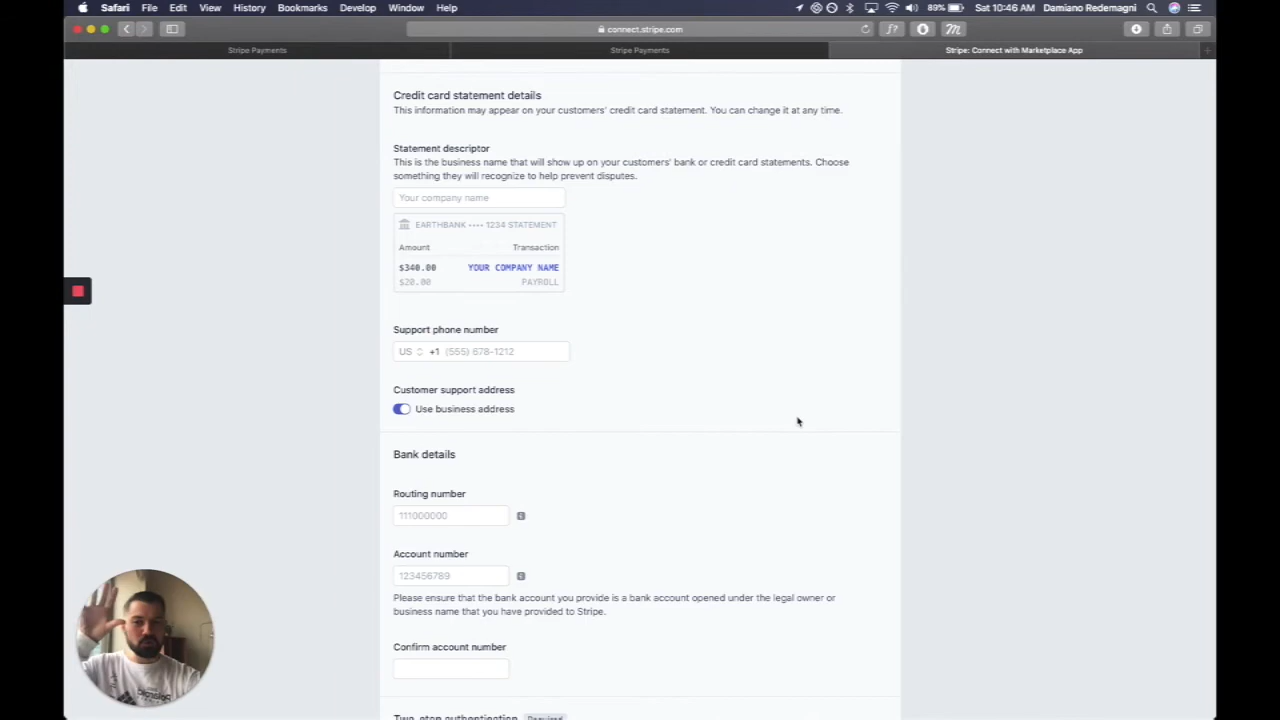 Safari File Edit View History Bookmarks Develop Window Help 89% Sat 10:46 AM Damiano Redemagni
connect.stripe.com
Stripe Payments Stripe Payments Stripe: Connect with Marketplace App
Credit card statement details
This information may appear on your customers' credit card statement. You can change it at any time.
Statement descriptor
This is the business name that will show up on your customers' bank or credit card statements. Choose
something they will recognize to help prevent disputes.
Your company name
EARTHBANK •••• 1234 STATEMENT
Amount Transaction
$340.00 YOUR COMPANY NAME
$20.00 PAYROLL
Support phone number
US +1 (555) 678-1212
Customer support address
Use business address
Bank details
Routing number
111000000
Account number
123456789
Please ensure that the bank account you provide is a bank account opened under the legal owner or
business name that you have provided to Stripe.
Confirm account number
Two-step authentication Required